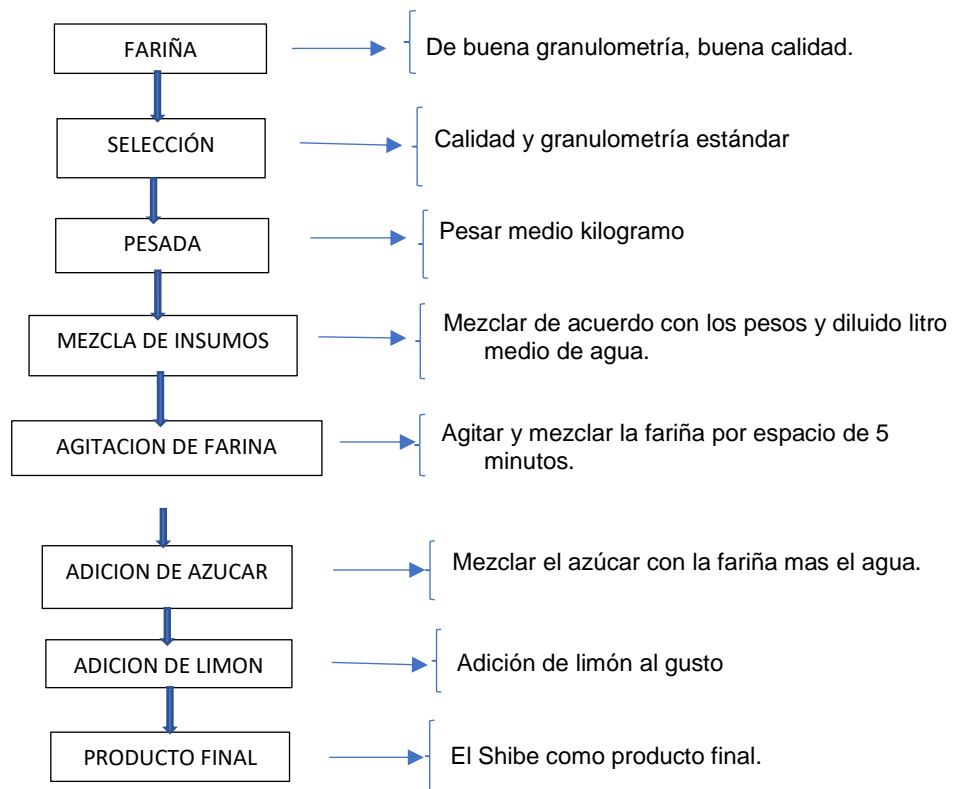 FARIÑA
De buena granulometría, buena calidad.
SELECCIÓN
Calidad y granulometría estándar
PESADA
Pesar medio kilogramo
MEZCLA DE INSUMOS
Mezclar de acuerdo con los pesos y diluido litro
medio de agua.
AGITACION DE FARINA
Agitar y mezclar la fariña por espacio de 5
minutos.
ADICION DE AZUCAR
Mezclar el azúcar con la fariña mas el agua.
ADICION DE LIMON
Adición de limón al gusto
PRODUCTO FINAL
El Shibe como producto final.